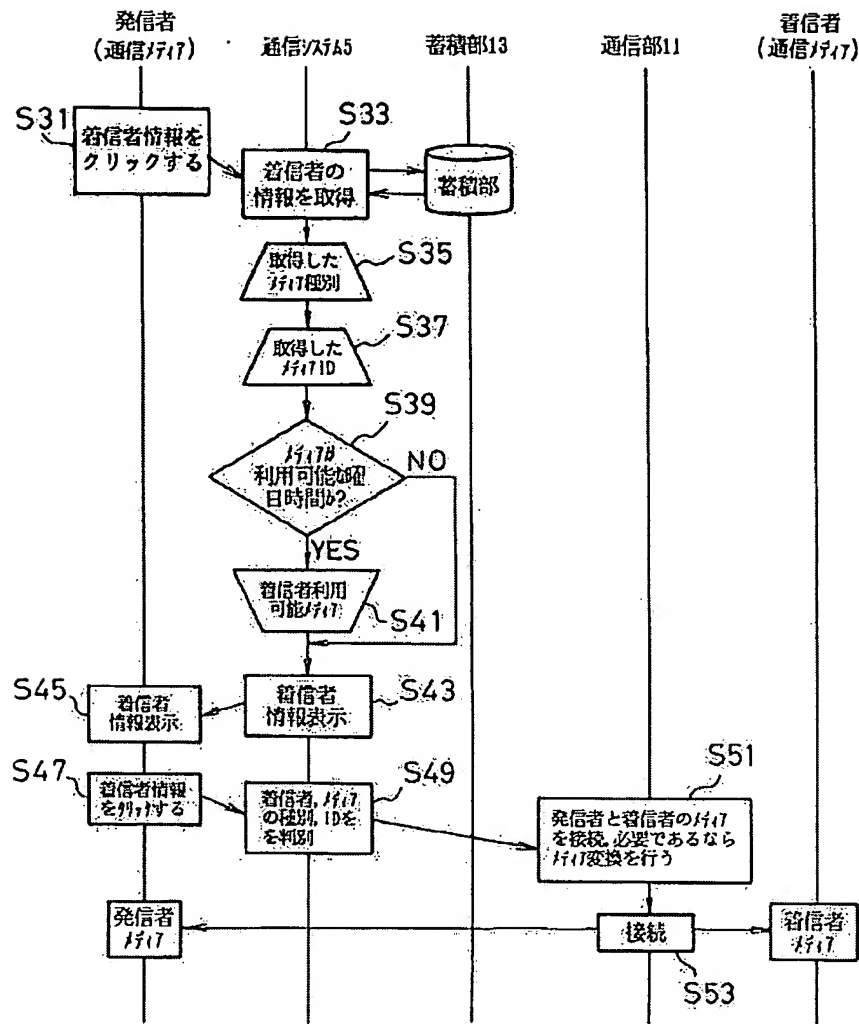 発信者
(通信メディア)
通信システム5
蓄積部13
通信部11
着信者
(通信メディア)
S31
着信者情報を
クリックする
S33
着信者の
情報を取得
蓄積部
S35
取得した
メディア種別
S37
取得した
メディアID
S39
メディアが
利用可能な曜
日時間か?
NO
YES
着信者利用
可能メディア
S41
S45
着信者
情報表示
着信者
情報表示
S43
S47
着信者情報
をクリックする
S49
着信者,メディア
の種別,IDを
を判別
S51
発信者と着信者のメディア
を接続.必要であるなら
メディア変換を行う
発信者
メディア
接続
着信者
メディア
S53